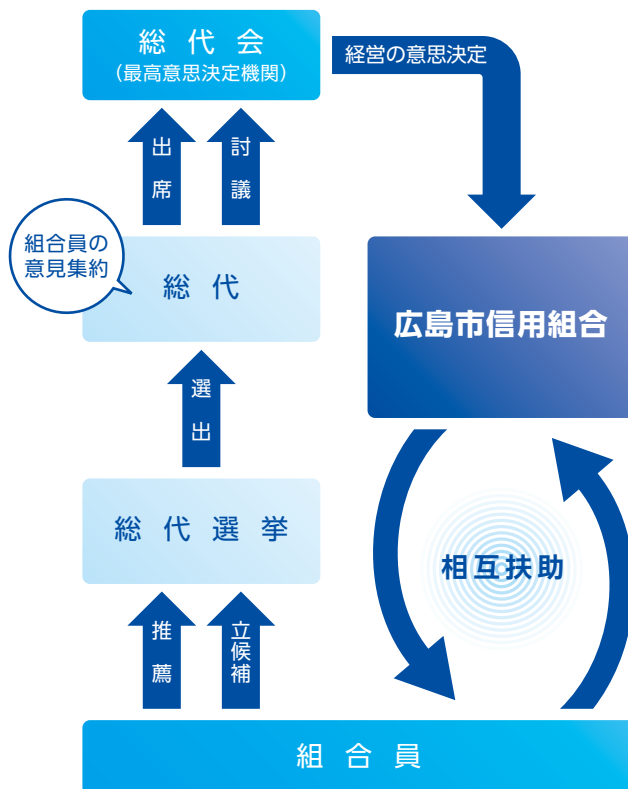 総代会
（最高意思決定機関）
経営の意思決定
出席
討議
組合員の
意見集約
総代
広島市信用組合
選出
総代選挙
相互扶助
推薦
立候補
組合員